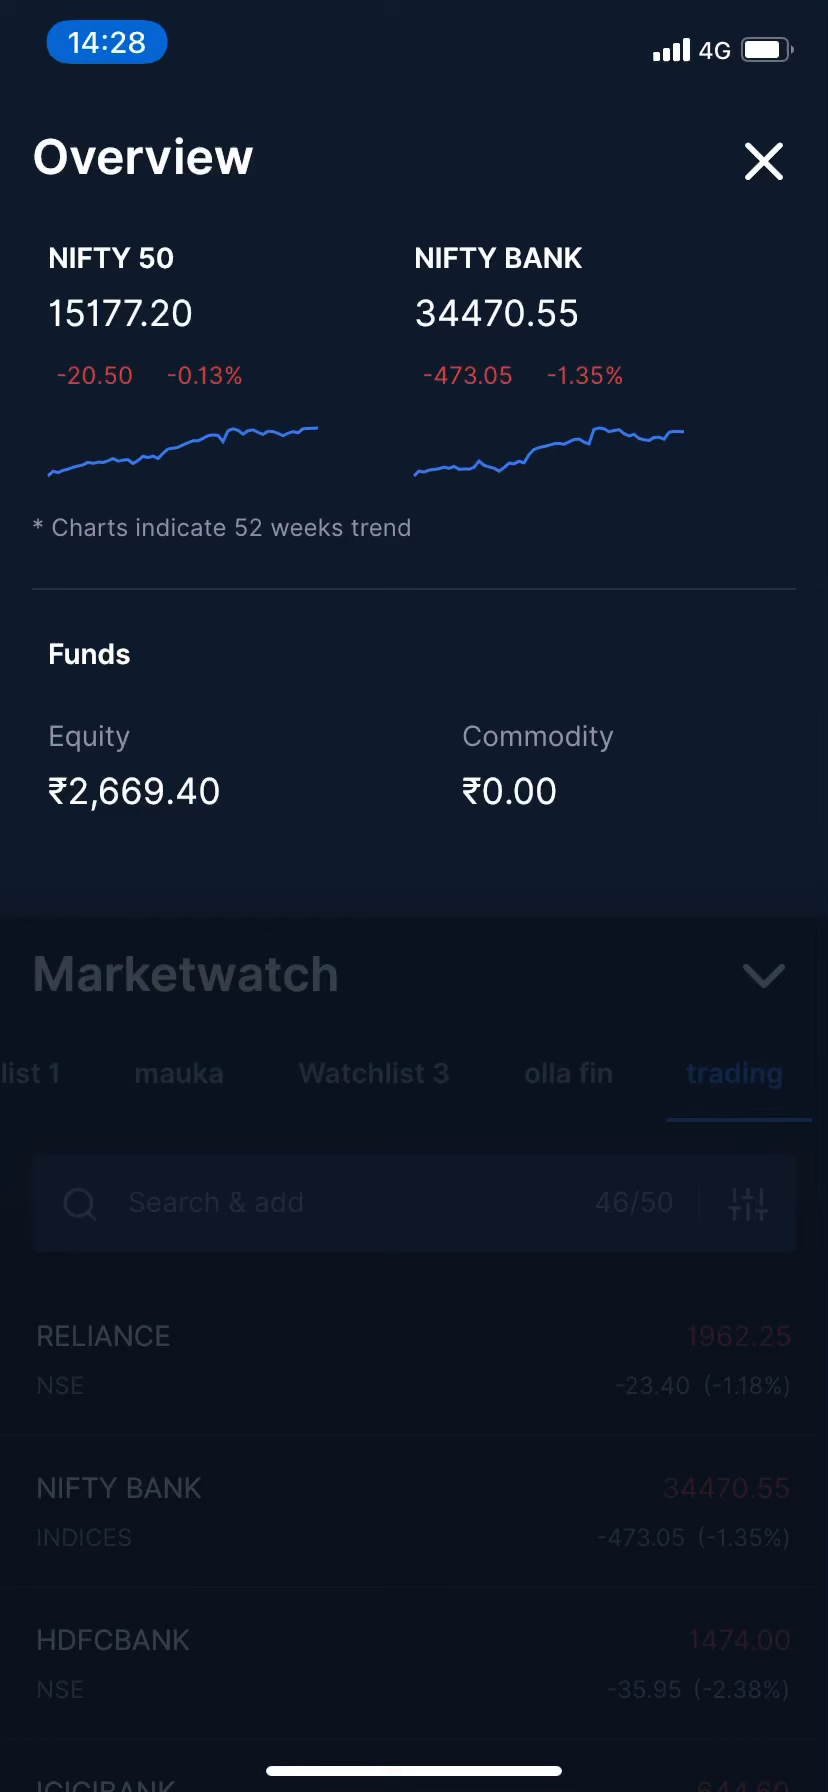 14:28
4G
Overview
NIFTY 50 NIFTY BANK
15177.20 34470.55
-20.50 -0.13% -473.05 -1.35%
* Charts indicate 52 weeks trend
Funds
Equity Commodity
₹2,669.40 ₹0.00
Marketwatch
list 1 mauka Watchlist 3 olla fin trading
Search & add 46/50
RELIANCE 1962.25
NSE -23.40 (-1.18%)
NIFTY BANK 34470.55
INDICES -473.05 (-1.35%)
HDFCBANK 1474.00
NSE -35.95 (-2.38%)
ICICIBANK 644.60